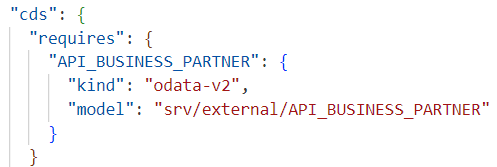 "cds": {
"requires": {
"API_BUSINESS_PARTNER": {
"kind": "odata-v2",
"model": "srv/external/API_BUSINESS_PARTNER"
}
}